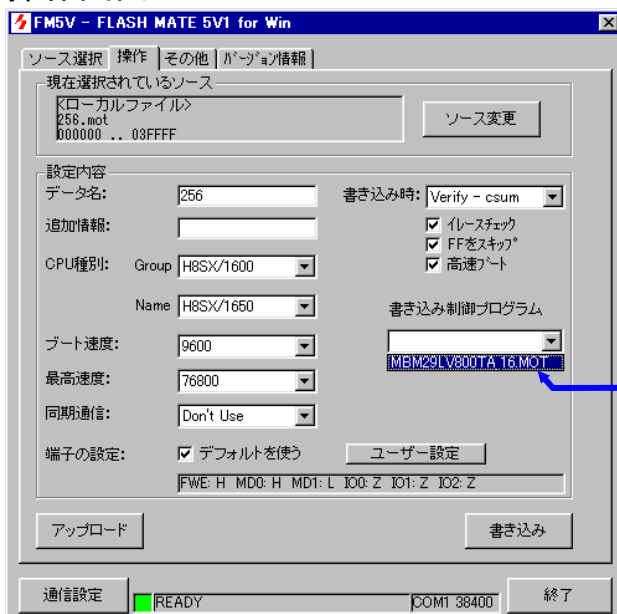 FM5V - FLASH MATE 5V1 for Win
ソース選択 操作 その他 バージョン情報
現在選択されているソース
<ローカルファイル>
256.mot
000000 .. 03FFFF
ソース変更
設定内容
データ名: 256 書き込み時: Verify - csum
追加情報: イレースチェック
FFをスキップ
CPU種別: Group H8SX/1600 高速ブート
Name H8SX/1650 書き込み制御プログラム
ブート速度: 9600
MBM29LV800TA 16.MOT
最高速度: 76800
同期通信: Don't Use
端子の設定: デフォルトを使う ユーザー設定
FWE: H MD0: H MD1: L IO0: Z IO1: Z IO2: Z
アップロード 書き込み
通信設定 READY COM1 38400 終了